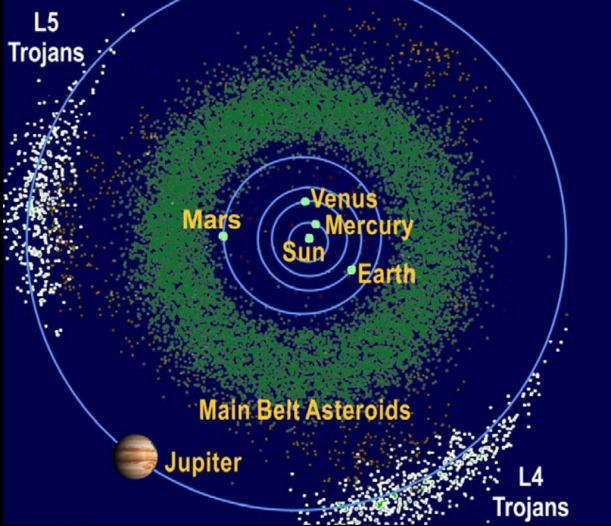 L5
Trojans
Venus
Mars
Mercury
Sun
Earth
Main Belt Asteroids
Jupiter
L4
Trojans